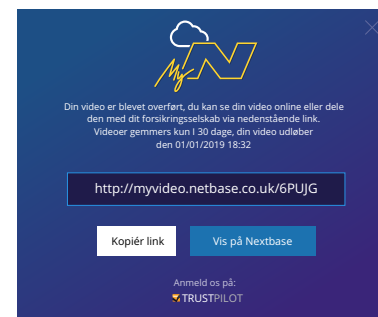 My N
Din video er blevet overført, du kan se din video online eller dele
den med dit forsikringsselskab via nedenstående link.
Videoer gemmers kun I 30 dage, din video udløber
den 01/01/2019 18:32
http://myvideo.netbase.co.uk/6PUJG
Kopiér link
Vis på Nextbase
Anmeld os på:
TRUSTPILOT